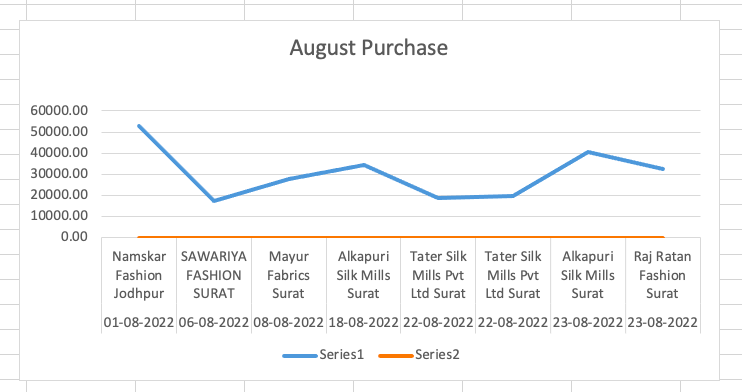 August Purchase
60000.00
50000.00
40000.00
30000.00
20000.00
10000.00
0.00
Namskar Fashion Jodhpur
SAWARIYA FASHION SURAT
Mayur Fabrics Surat
Alkapuri Silk Mills Surat
Tater Silk Mills Pvt Ltd Surat
Tater Silk Mills Pvt Ltd Surat
Alkapuri Silk Mills Surat
Raj Ratan Fashion Surat
01-08-2022 06-08-2022 08-08-2022 18-08-2022 22-08-2022 22-08-2022 23-08-2022 23-08-2022
Series1 Series2